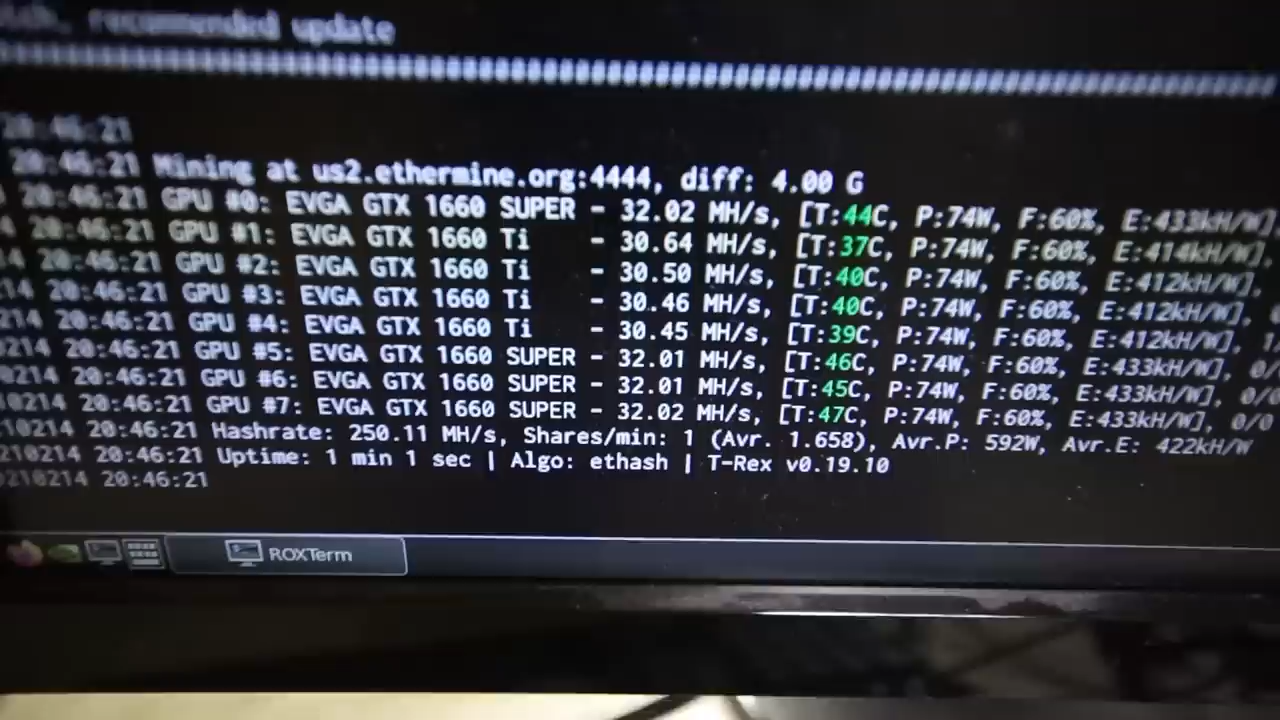 recommended update
20:46:21
20:46:21 Mining at us2.ethermine.org:4444, diff: 4.00 G
20:46:21 GPU #0: EVGA GTX 1660 SUPER - 32.02 MH/s, [T:44C, P:74W, F:60%, E:433kH/W],
4 20:46:21 GPU #1: EVGA GTX 1660 Ti - 30.64 MH/s, [T:37C, P:74W, F:60%, E:414kH/W],
14 20:46:21 GPU #2: EVGA GTX 1660 Ti - 30.50 MH/s, [T:40C, P:74W, F:60%, E:412kH/W],
14 20:46:21 GPU #3: EVGA GTX 1660 Ti - 30.46 MH/s, [T:40C, P:74W, F:60%, E:412kH/W],
214 20:46:21 GPU #4: EVGA GTX 1660 Ti - 30.45 MH/s, [T:39C, P:74W, F:60%, E:412kH/W], 1/
0214 20:46:21 GPU #5: EVGA GTX 1660 SUPER - 32.01 MH/s, [T:46C, P:74W, F:60%, E:433kH/W], 0/
0214 20:46:21 GPU #6: EVGA GTX 1660 SUPER - 32.01 MH/s, [T:45C, P:74W, F:60%, E:433kH/W], 0/0
10214 20:46:21 GPU #7: EVGA GTX 1660 SUPER - 32.02 MH/s, [T:47C, P:74W, F:60%, E:433kH/W], 0/0
10214 20:46:21 Hashrate: 250.11 MH/s, Shares/min: 1 (Avr. 1.658), Avr.P: 592W, Avr.E: 422kH/W
210214 20:46:21 Uptime: 1 min 1 sec | Algo: ethash | T-Rex v0.19.10
0210214 20:46:21
ROXTerm